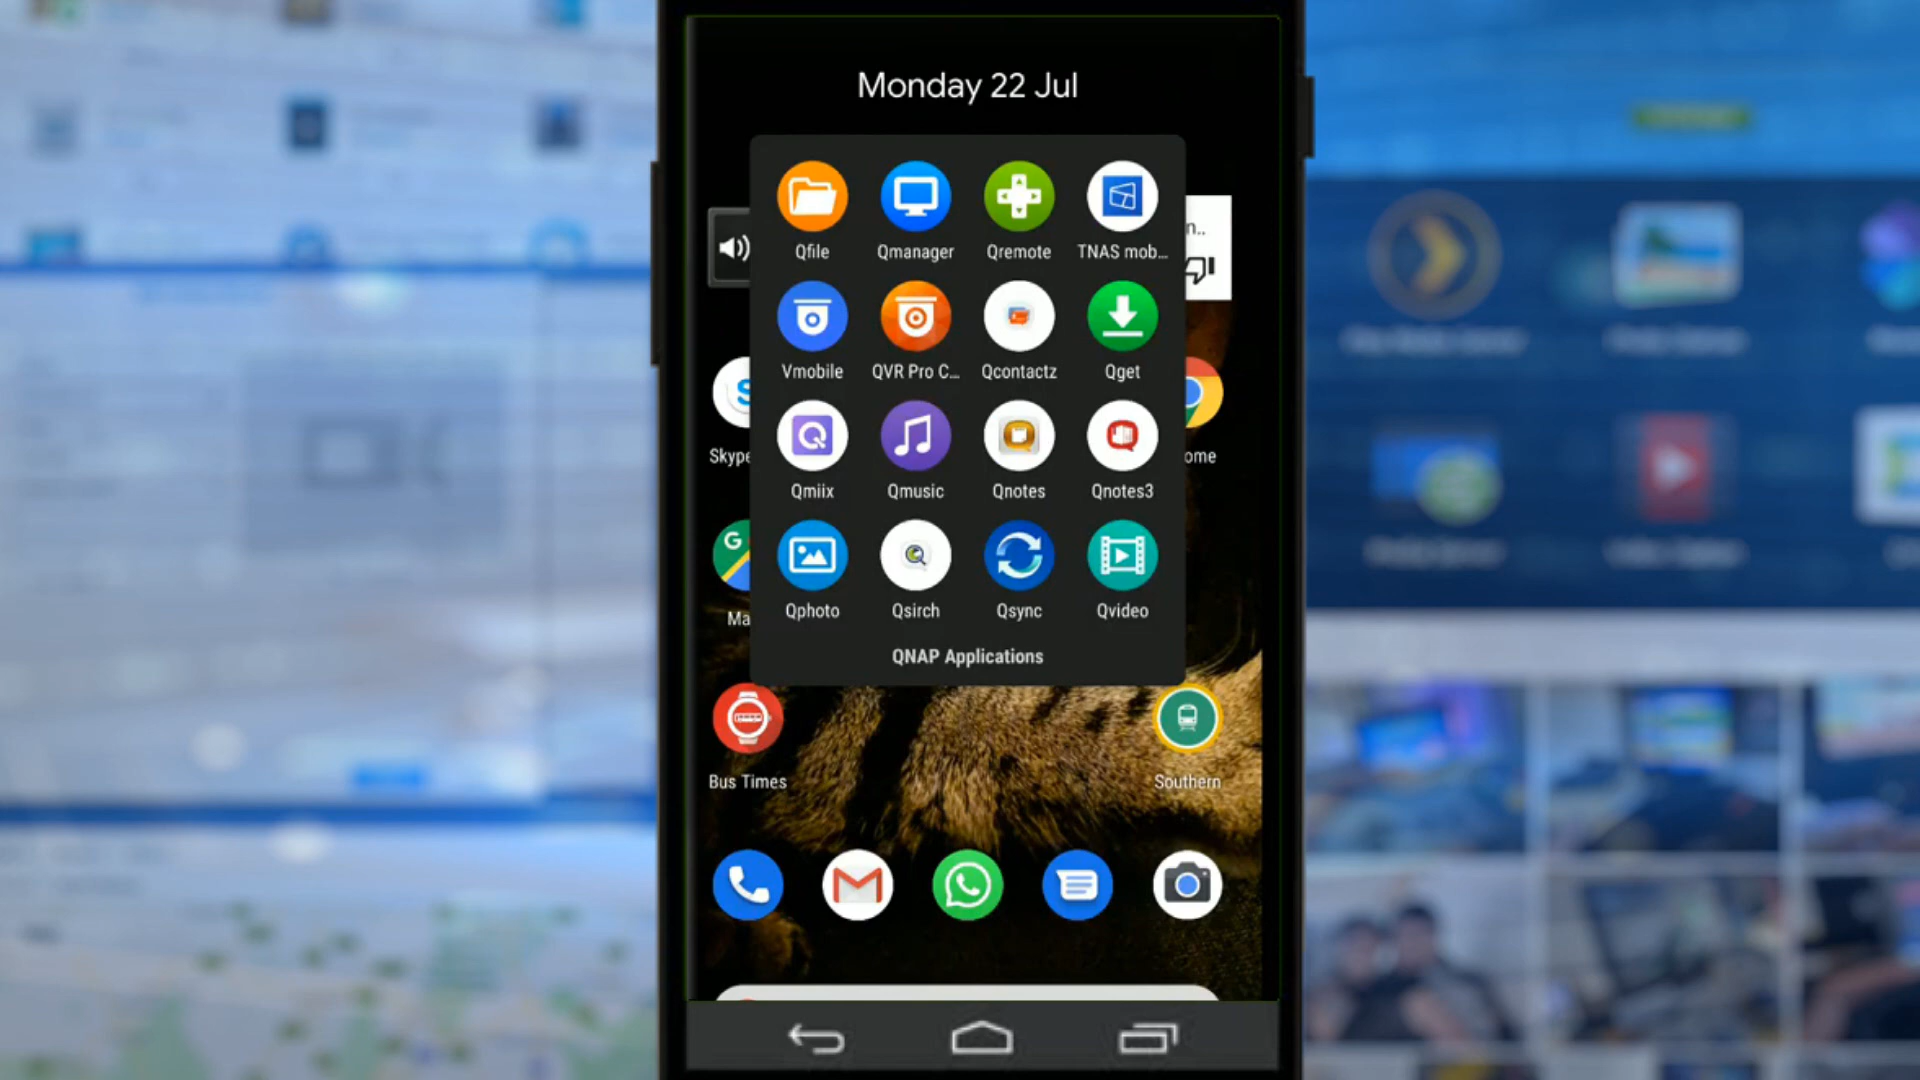 Monday 22 Jul
Qfile Qmanager Qremote TNAS mob...
n..
Vmobile QVR Pro C... Qcontactz Qget
Skype ome
Qmiix Qmusic Qnotes Qnotes3
Qphoto Qsirch Qsync Qvideo
G
Ma
QNAP Applications
Bus Times Southern